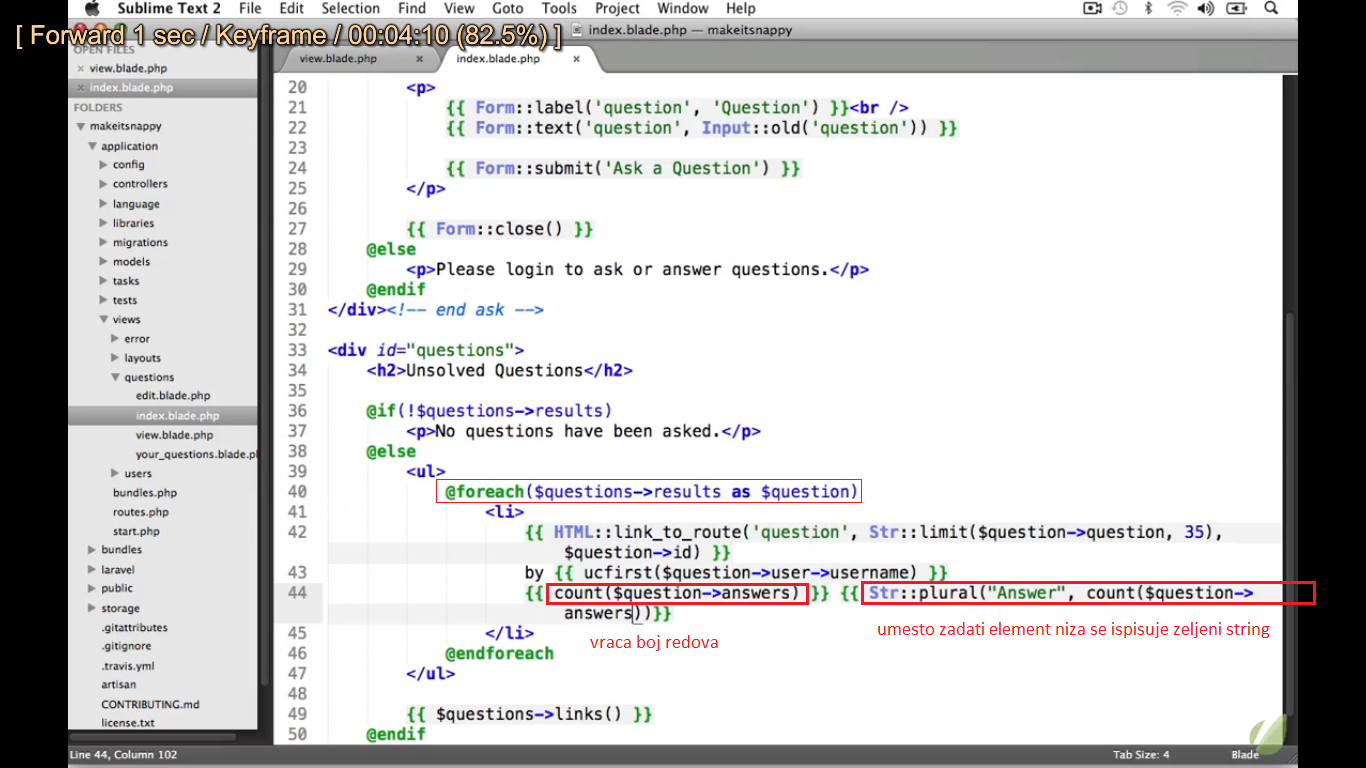 Sublime Text 2 File Edit Selection Find View Goto Tools Project Window Help
[ Forward 1 sec / Keyframe / 00:04:10 (82.5%) ]
index.blade.php — makeitsnappy
OPEN FILES
view.blade.php
index.blade.php
FOLDERS
makeitsnappy
application
config
controllers
language
libraries
migrations
models
tasks
tests
views
error
layouts
questions
edit.blade.php
index.blade.php
view.blade.php
your_questions.blade.p
users
bundles.php
routes.php
start.php
bundles
laravel
public
storage
.gitattributes
.gitignore
.travis.yml
artisan
CONTRIBUTING.md
license.txt
view.blade.php × index.blade.php ×
20 <p>
21 {{ Form::label('question', 'Question') }}<br />
22 {{ Form::text('question', Input::old('question')) }}
23
24 {{ Form::submit('Ask a Question') }}
25 </p>
26
27 {{ Form::close() }}
28 @else
29 <p>Please login to ask or answer questions.</p>
30 @endif
31 </div><!-- end ask -->
32
33 <div id="questions">
34 <h2>Unsolved Questions</h2>
35
36 @if(!$questions->results)
37 <p>No questions have been asked.</p>
38 @else
39 <ul>
40 @foreach($questions->results as $question)
41 <li>
42 {{ HTML::link_to_route('question', Str::limit($question->question, 35),
$question->id) }}
43 by {{ ucfirst($question->user->username) }}
44 {{ count($question->answers) }} {{ Str::plural("Answer", count($question->
answers))}}
45 </li>
46 @endforeach
47 </ul>
48
49 {{ $questions->links() }}
50 @endif
vraca boj redova
umesto zadati element niza se ispisuje zeljeni string
Line 44, Column 102
Tab Size: 4 Blade